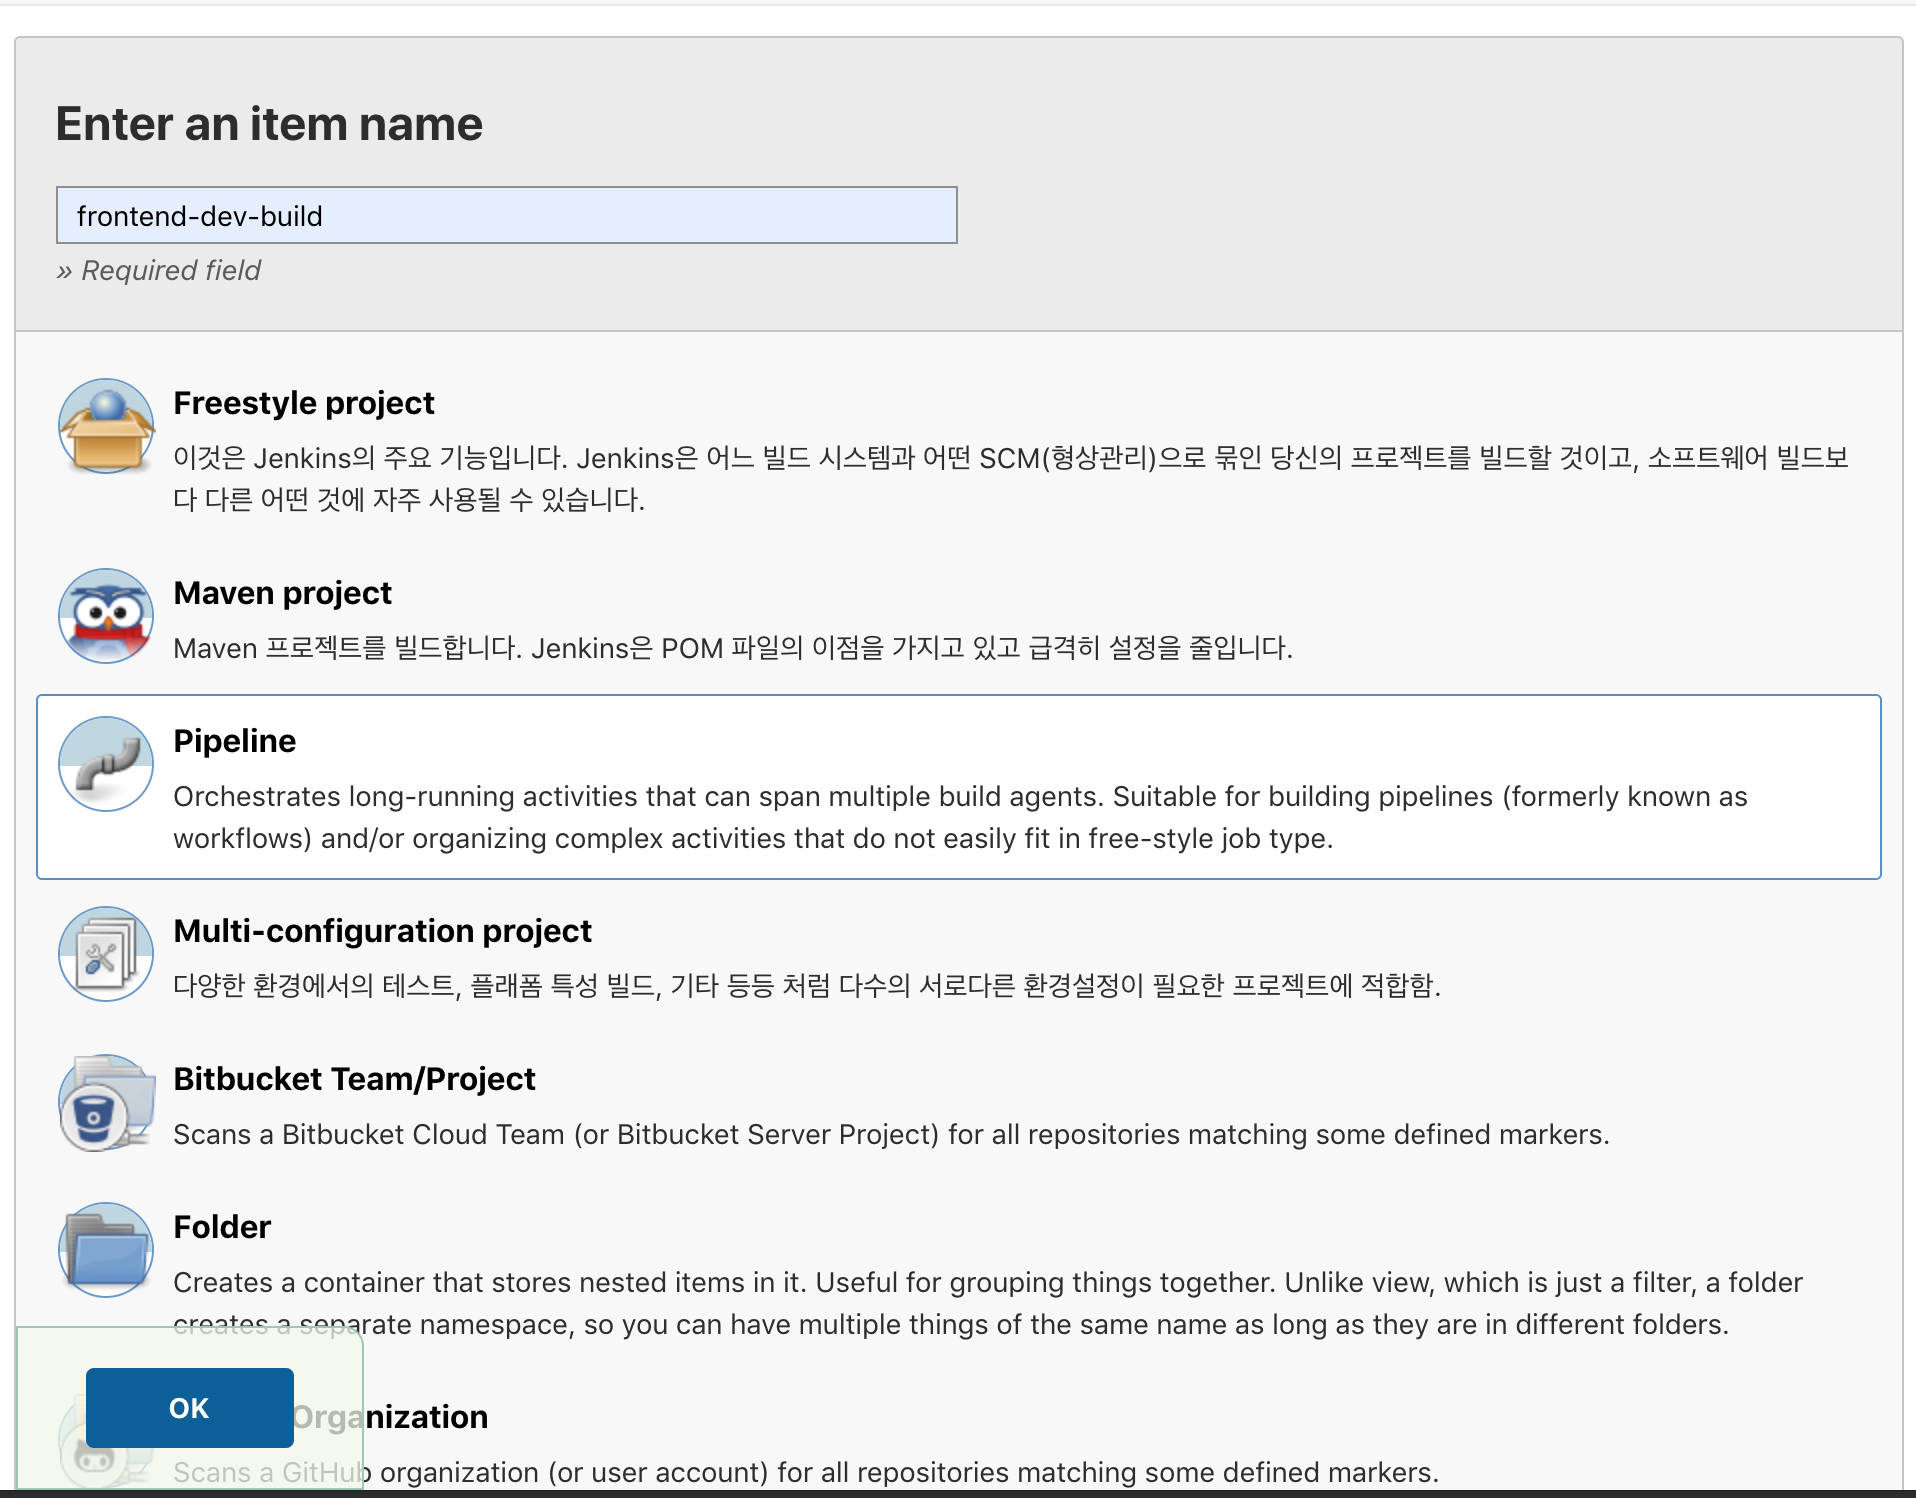 Enter an item name
frontend-dev-build
» Required field
Freestyle project
이것은 Jenkins의 주요 기능입니다. Jenkins은 어느 빌드 시스템과 어떤 SCM(형상관리)으로 묶인 당신의 프로젝트를 빌드할 것이고, 소프트웨어 빌드보
다 다른 어떤 것에 자주 사용될 수 있습니다.
Maven project
Maven 프로젝트를 빌드합니다. Jenkins은 POM 파일의 이점을 가지고 있고 급격히 설정을 줄입니다.
Pipeline
Orchestrates long-running activities that can span multiple build agents. Suitable for building pipelines (formerly known as
workflows) and/or organizing complex activities that do not easily fit in free-style job type.
Multi-configuration project
다양한 환경에서의 테스트, 플래폼 특성 빌드, 기타 등등 처럼 다수의 서로다른 환경설정이 필요한 프로젝트에 적합함.
Bitbucket Team/Project
Scans a Bitbucket Cloud Team (or Bitbucket Server Project) for all repositories matching some defined markers.
Folder
Creates a container that stores nested items in it. Useful for grouping things together. Unlike view, which is just a filter, a folder
creates a separate namespace, so you can have multiple things of the same name as long as they are in different folders.
OK
Organization
Scans a GitHub organization (or user account) for all repositories matching some defined markers.